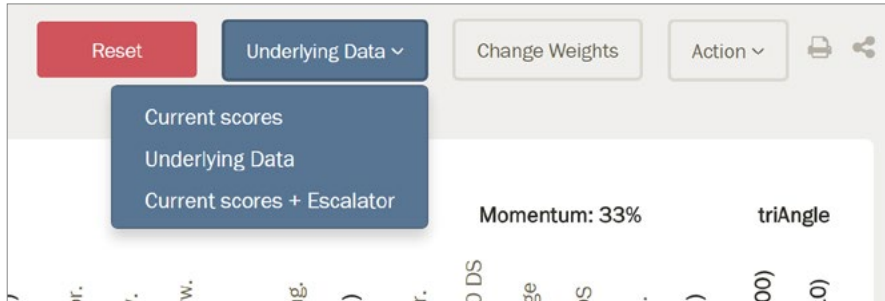 Reset Underlying Data Change Weights Action
Current scores
Underlying Data
Current scores + Escalator
Momentum: 33% triAngle